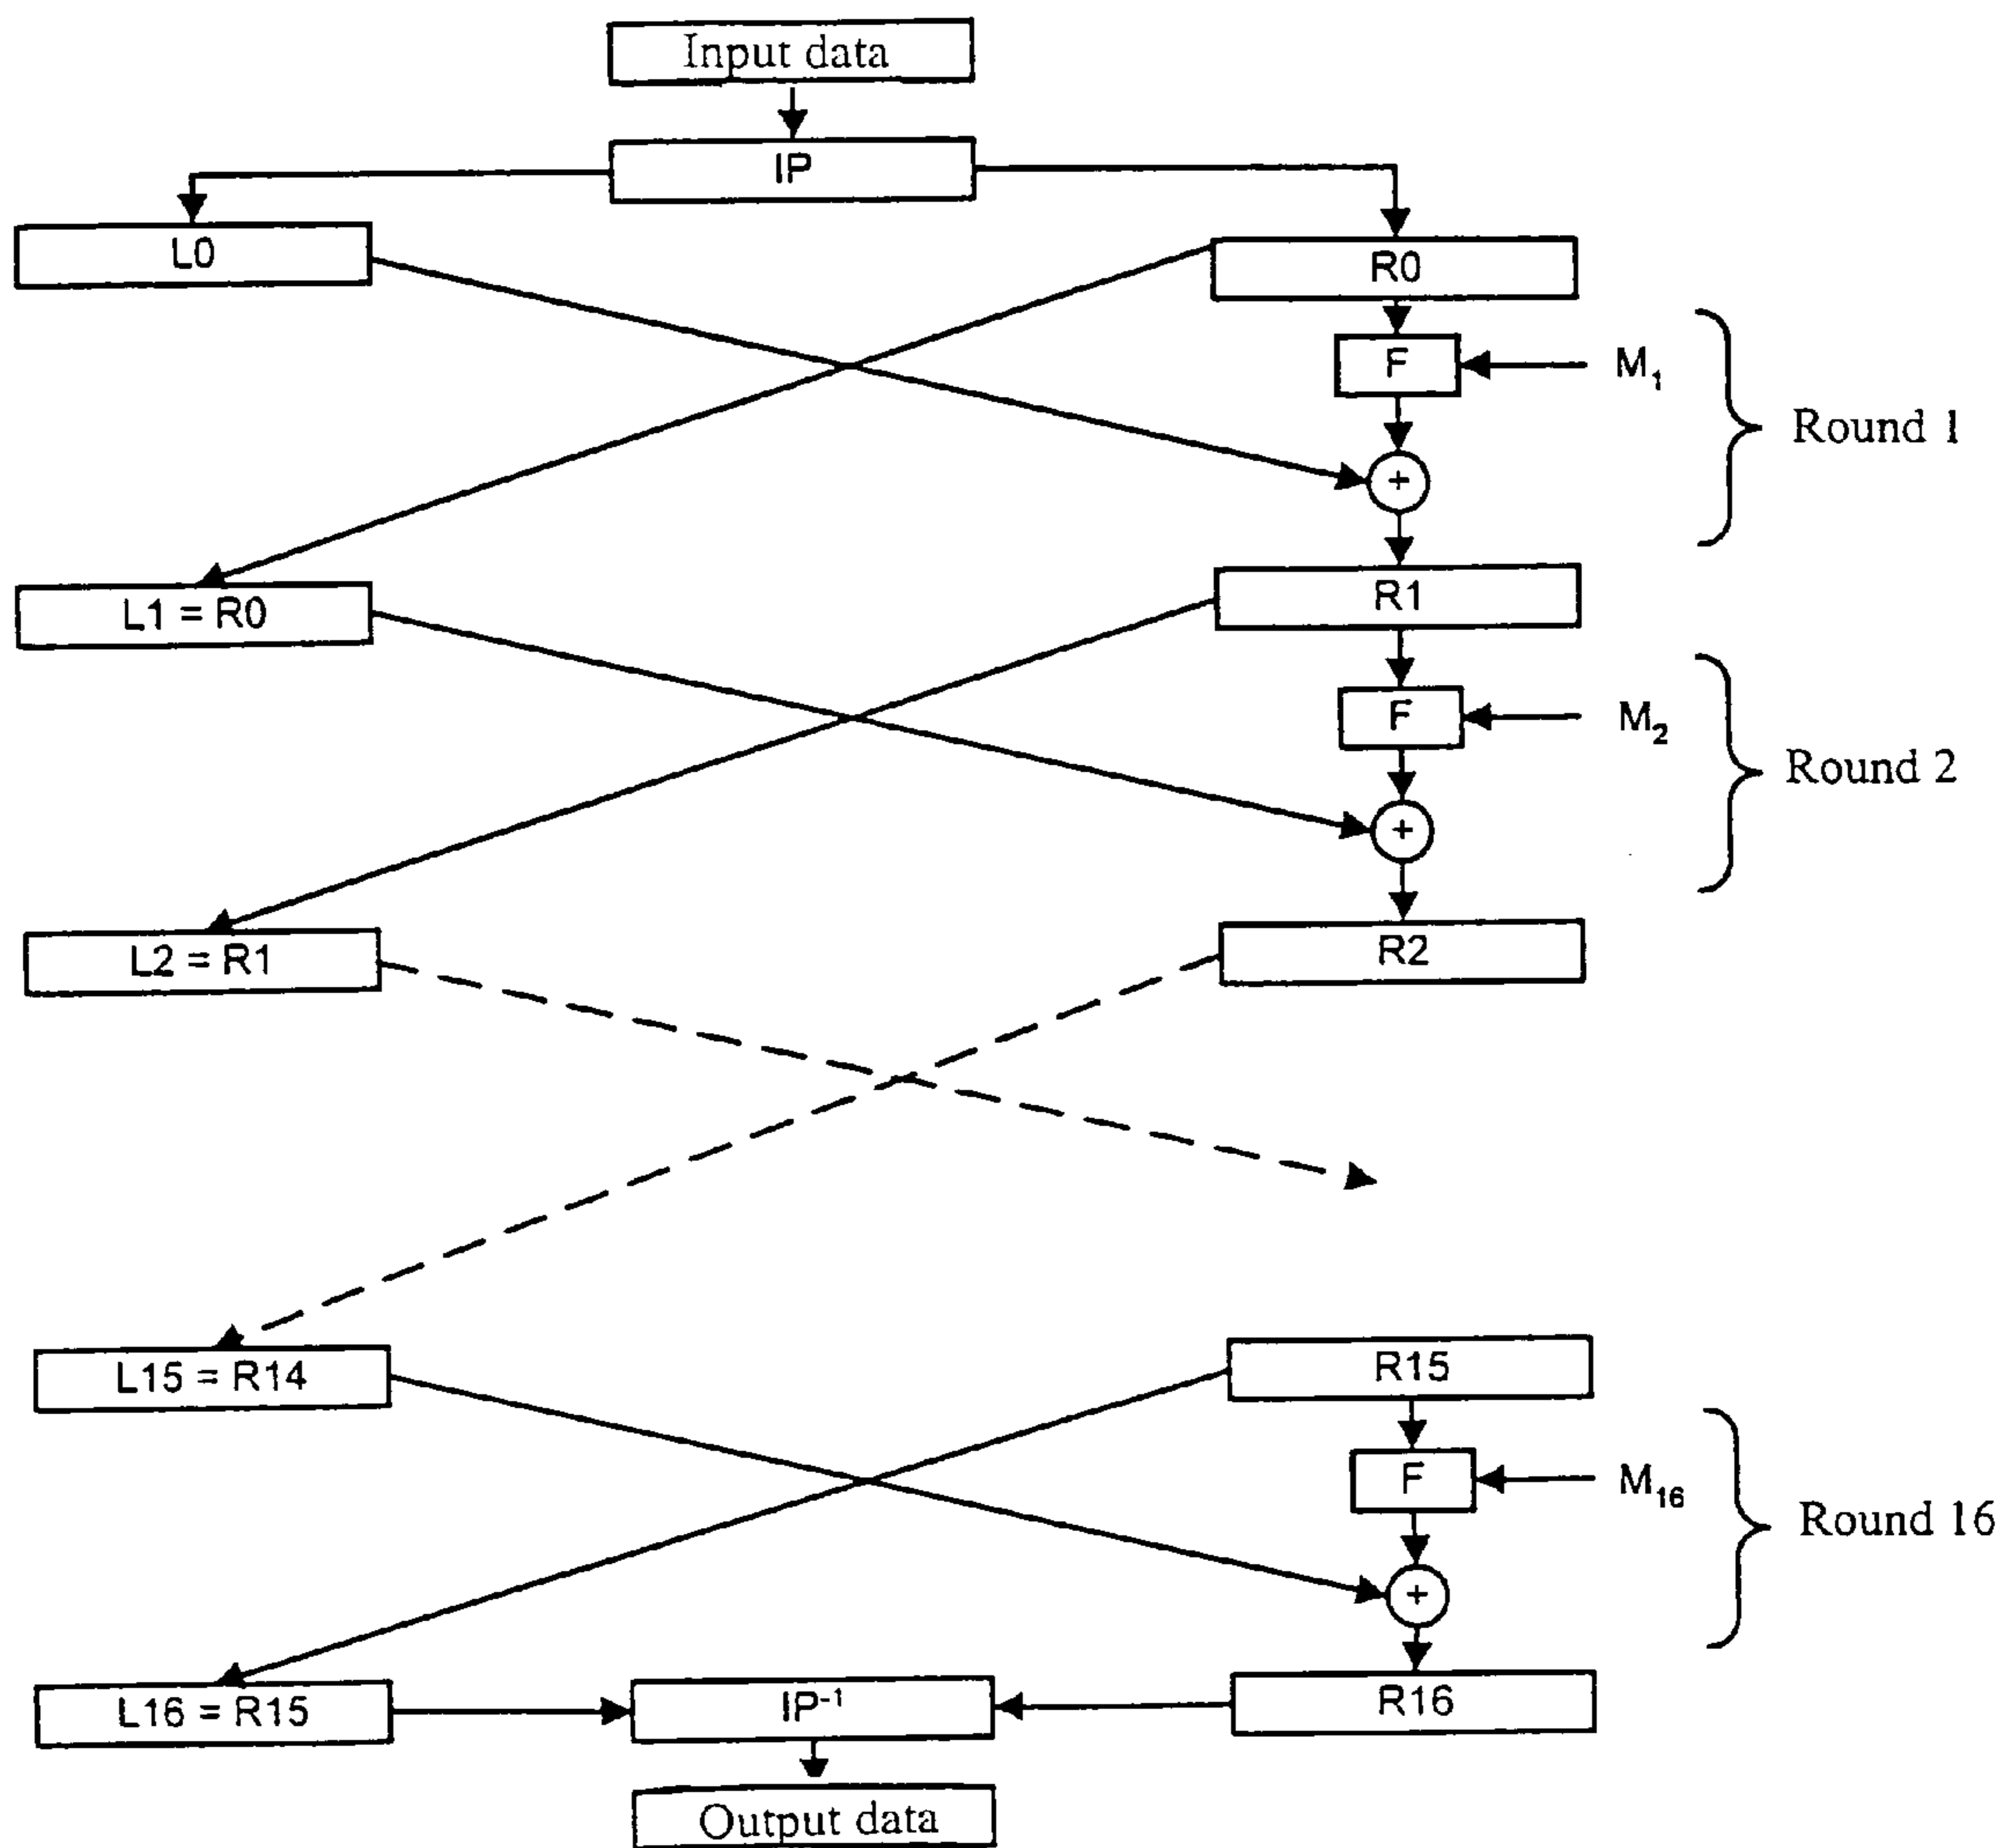 Input data
IP
L0
R0
F
M₁
Round 1
+
L1 = R0
R1
F
M₂
Round 2
+
L2 = R1
R2
L15 = R14
R15
F
M₁₆
Round 16
+
L16 = R15
IP⁻¹
R16
Output data